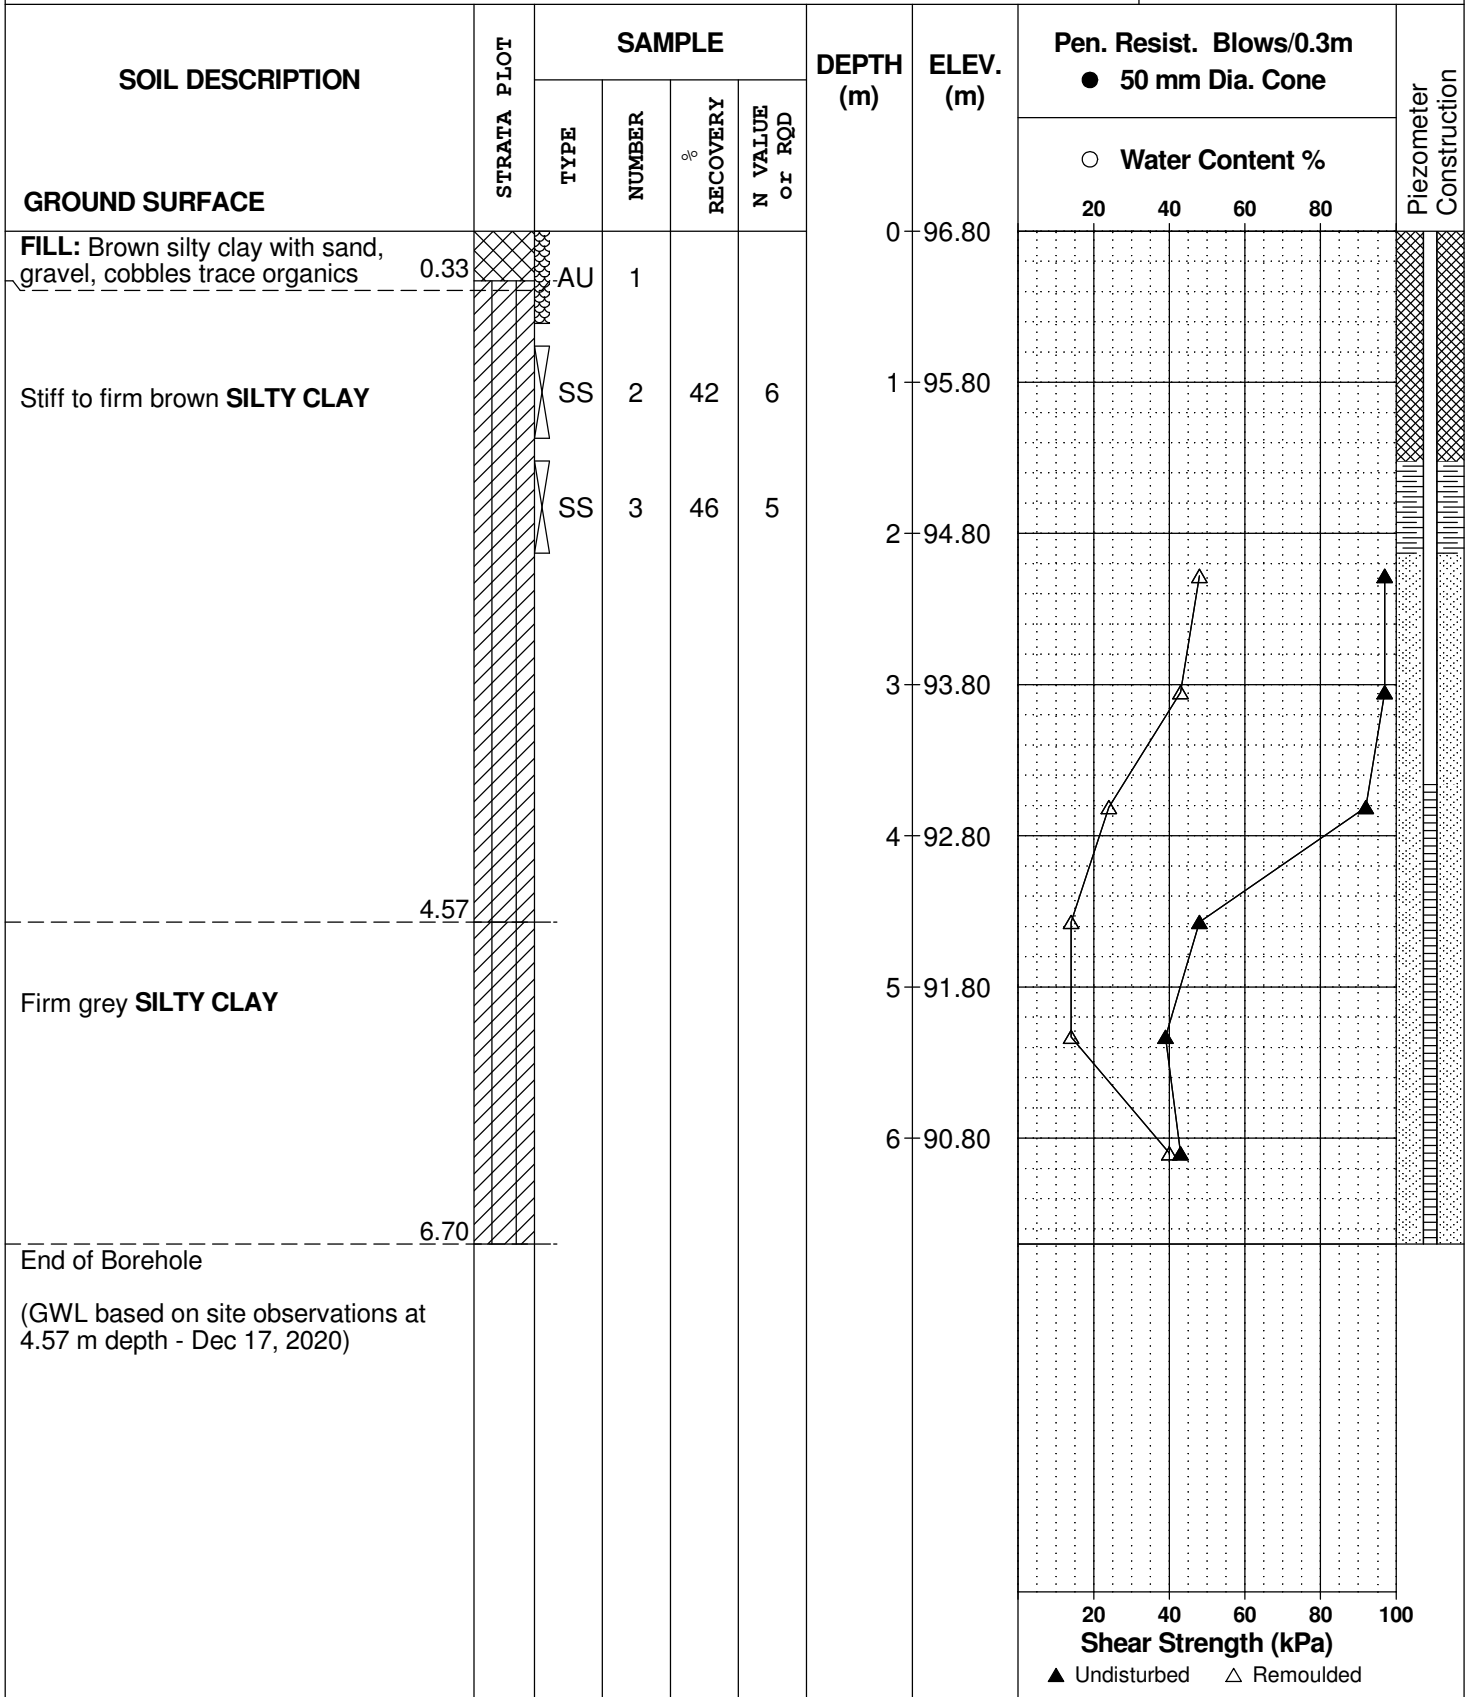 SOIL DESCRIPTION
GROUND SURFACE
STRATA PLOT
SAMPLE
TYPE
NUMBER
%
RECOVERY
N VALUE
or RQD
DEPTH
(m)
ELEV.
(m)
Pen. Resist. Blows/0.3m
● 50 mm Dia. Cone
○ Water Content %
20 40 60 80
Piezometer
Construction
0 96.80
FILL: Brown silty clay with sand,
gravel, cobbles trace organics 0.33
AU 1
Stiff to firm brown SILTY CLAY
SS 2 42 6
1 95.80
SS 3 46 5
2 94.80
3 93.80
4 92.80
4.57
Firm grey SILTY CLAY
5 91.80
6 90.80
6.70
End of Borehole
(GWL based on site observations at
4.57 m depth - Dec 17, 2020)
20 40 60 80 100
Shear Strength (kPa)
▲ Undisturbed △ Remoulded